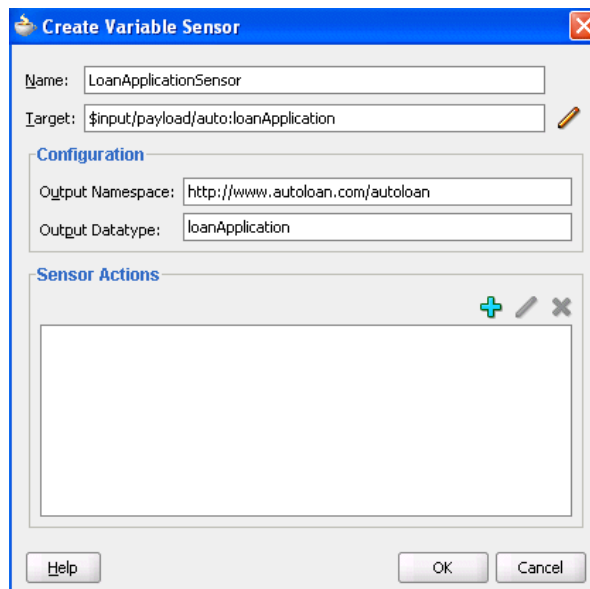 Create Variable Sensor
Name: LoanApplicationSensor
Target: $input/payload/auto:loanApplication
Configuration
Output Namespace: http://www.autoloan.com/autoloan
Output Datatype: loanApplication
Sensor Actions
Help OK Cancel